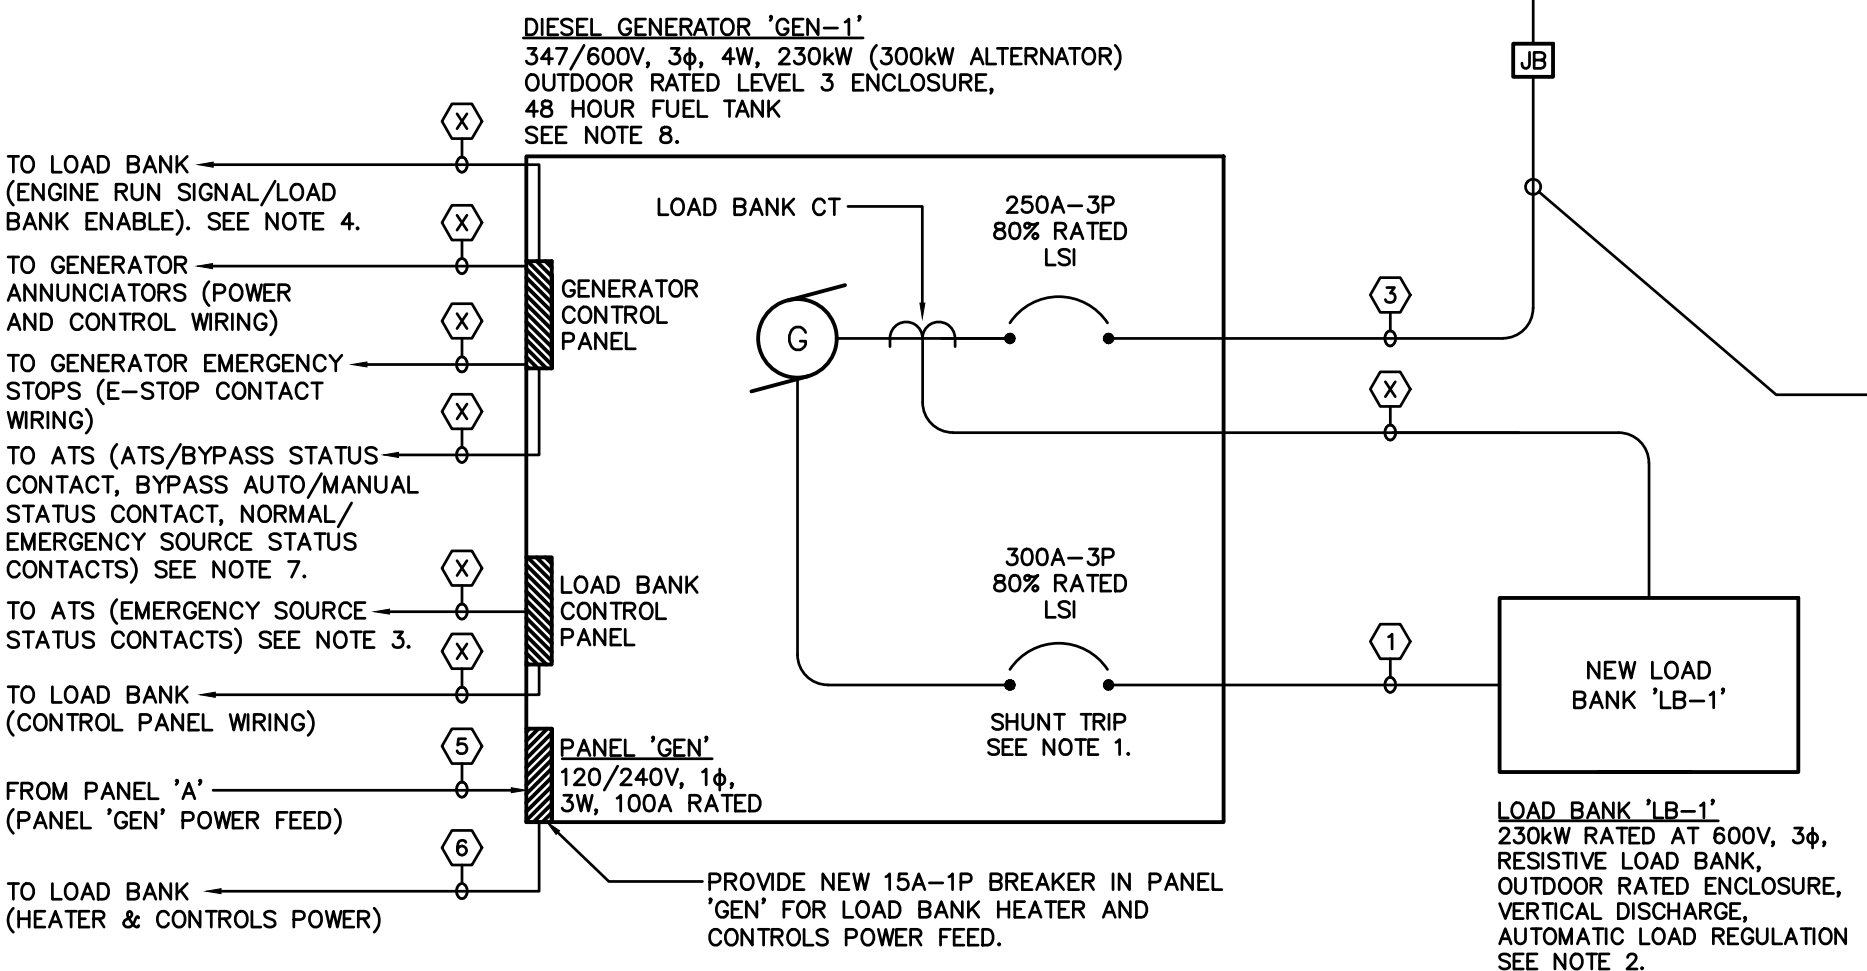 DIESEL GENERATOR 'GEN-1'
347/600V, 3ϕ, 4W, 230kW (300kW ALTERNATOR)
OUTDOOR RATED LEVEL 3 ENCLOSURE,
48 HOUR FUEL TANK
SEE NOTE 8.
JB
X
TO LOAD BANK
(ENGINE RUN SIGNAL/LOAD
BANK ENABLE). SEE NOTE 4.
X
TO GENERATOR
ANNUNCIATORS (POWER
AND CONTROL WIRING)
X
TO GENERATOR EMERGENCY
STOPS (E-STOP CONTACT
WIRING)
X
TO ATS (ATS/BYPASS STATUS
CONTACT, BYPASS AUTO/MANUAL
STATUS CONTACT, NORMAL/
EMERGENCY SOURCE STATUS
CONTACTS) SEE NOTE 7.
X
TO ATS (EMERGENCY SOURCE
STATUS CONTACTS) SEE NOTE 3.
X
TO LOAD BANK
(CONTROL PANEL WIRING)
5
FROM PANEL 'A'
(PANEL 'GEN' POWER FEED)
6
TO LOAD BANK
(HEATER & CONTROLS POWER)
GENERATOR
CONTROL
PANEL
LOAD BANK
CONTROL
PANEL
PANEL 'GEN'
120/240V, 1ϕ,
3W, 100A RATED
LOAD BANK CT
250A-3P
80% RATED
LSI
G
3
X
300A-3P
80% RATED
LSI
SHUNT TRIP
SEE NOTE 1.
1
NEW LOAD
BANK 'LB-1'
PROVIDE NEW 15A-1P BREAKER IN PANEL
'GEN' FOR LOAD BANK HEATER AND
CONTROLS POWER FEED.
LOAD BANK 'LB-1'
230kW RATED AT 600V, 3ϕ,
RESISTIVE LOAD BANK,
OUTDOOR RATED ENCLOSURE,
VERTICAL DISCHARGE,
AUTOMATIC LOAD REGULATION
SEE NOTE 2.